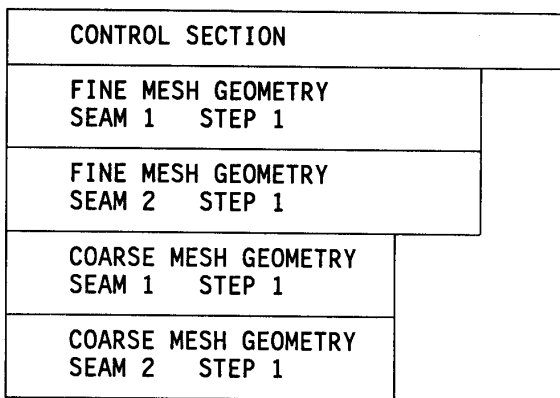 CONTROL SECTION
FINE MESH GEOMETRY
SEAM 1 STEP 1
FINE MESH GEOMETRY
SEAM 2 STEP 1
COARSE MESH GEOMETRY
SEAM 1 STEP 1
COARSE MESH GEOMETRY
SEAM 2 STEP 1